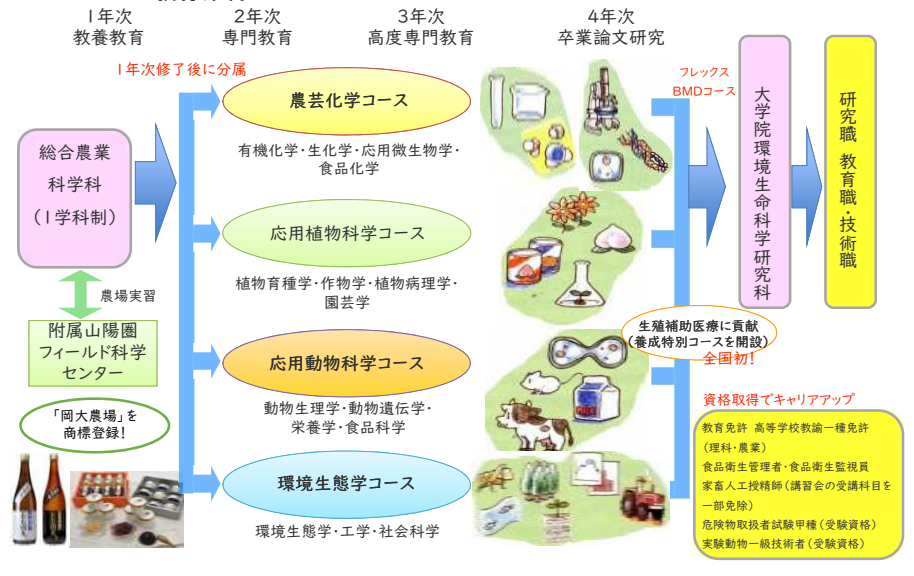 1年次
教養教育
2年次
専門教育
3年次
高度専門教育
4年次
卒業論文研究
1年次修了後に分属
総合農業
科学科
(1学科制)
農場実習
附属山陽圏
フィールド科学
センター
「岡大農場」を
商標登録!
農芸化学コース
有機化学・生化学・応用微生物学・
食品化学
応用植物科学コース
植物育種学・作物学・植物病理学・
園芸学
応用動物科学コース
動物生理学・動物遺伝学・
栄養学・食品科学
環境生態学コース
環境生態学・工学・社会科学
フレックス
BMDコース
大学院環境生命科学研究科
研究職 教育職・技術職
生殖補助医療に貢献
(養成特別コースを開設)
全国初!
資格取得でキャリアアップ
教育免許 高等学校教諭一種免許
(理科・農業)
食品衛生管理者・食品衛生監視員
家畜人工授精師(講習会の受講科目を
一部免除)
危険物取扱者試験甲種(受験資格)
実験動物一級技術者(受験資格)